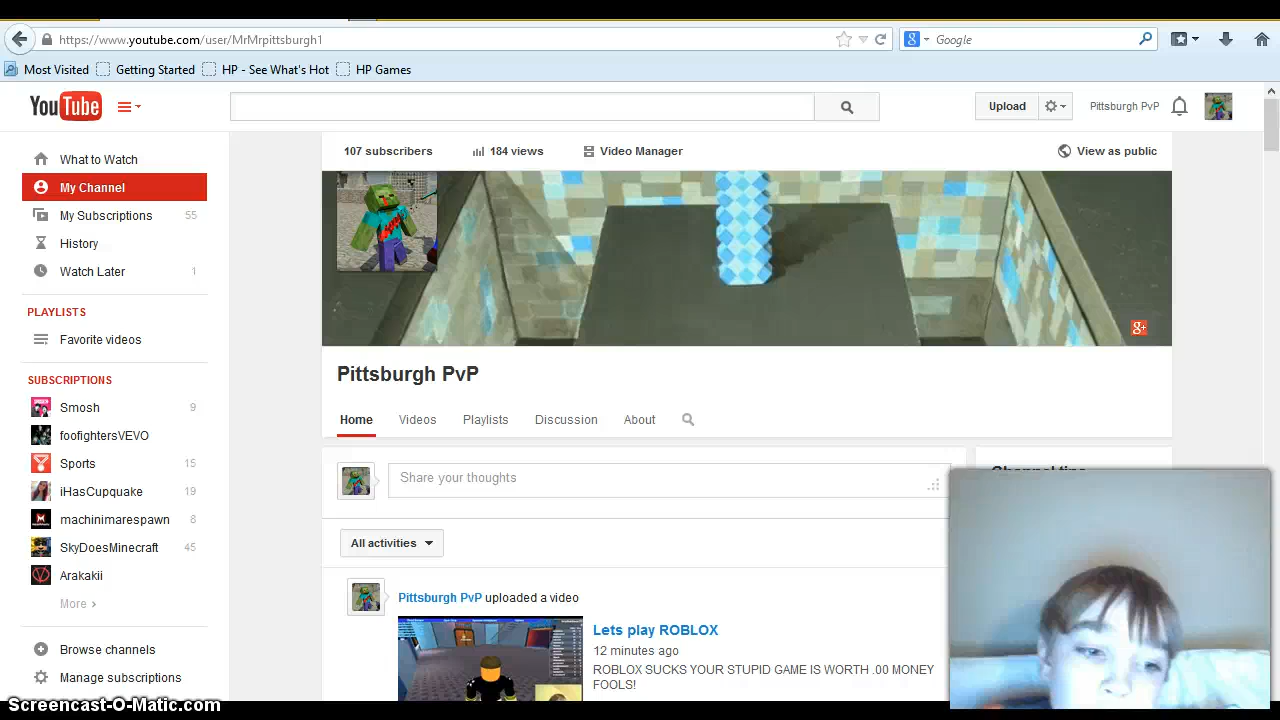 https://www.youtube.com/user/MrMrpittsburgh1
Google
Most Visited
Getting Started
HP - See What's Hot
HP Games
YouTube
Upload
Pittsburgh PvP
What to Watch
My Channel
My Subscriptions 55
History
Watch Later 1
PLAYLISTS
Favorite videos
SUBSCRIPTIONS
Smosh 9
foofightersVEVO
Sports 15
iHasCupquake 19
machinimarespawn 8
SkyDoesMinecraft 45
Arakakii
More ›
Browse channels
Manage subscriptions
107 subscribers
184 views
Video Manager
View as public
g+
Pittsburgh PvP
Home
Videos
Playlists
Discussion
About
Share your thoughts
Channel tips
All activities
Pittsburgh PvP uploaded a video
Lets play ROBLOX
12 minutes ago
ROBLOX SUCKS YOUR STUPID GAME IS WORTH .00 MONEY
FOOLS!
Screencast-O-Matic.com